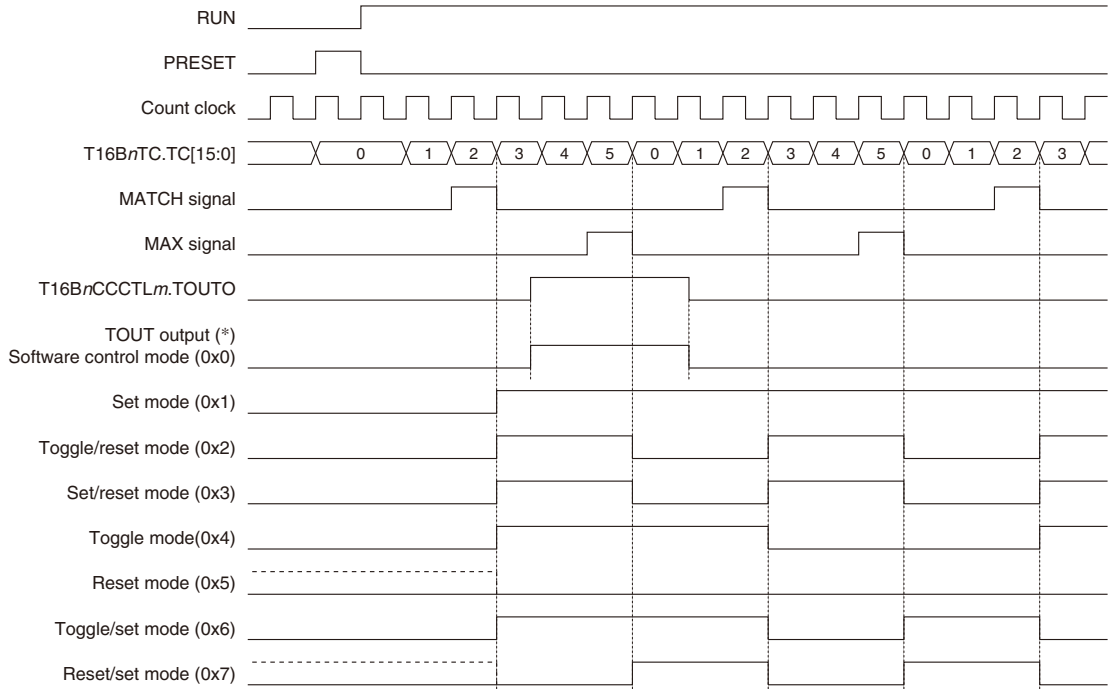 RUN
PRESET
Count clock
T16BnTC.TC[15:0] 0 1 2 3 4 5 0 1 2 3 4 5 0 1 2 3
MATCH signal
MAX signal
T16BnCCCTLm.TOUTO
TOUT output (*)
Software control mode (0x0)
Set mode (0x1)
Toggle/reset mode (0x2)
Set/reset mode (0x3)
Toggle mode(0x4)
Reset mode (0x5)
Toggle/set mode (0x6)
Reset/set mode (0x7)